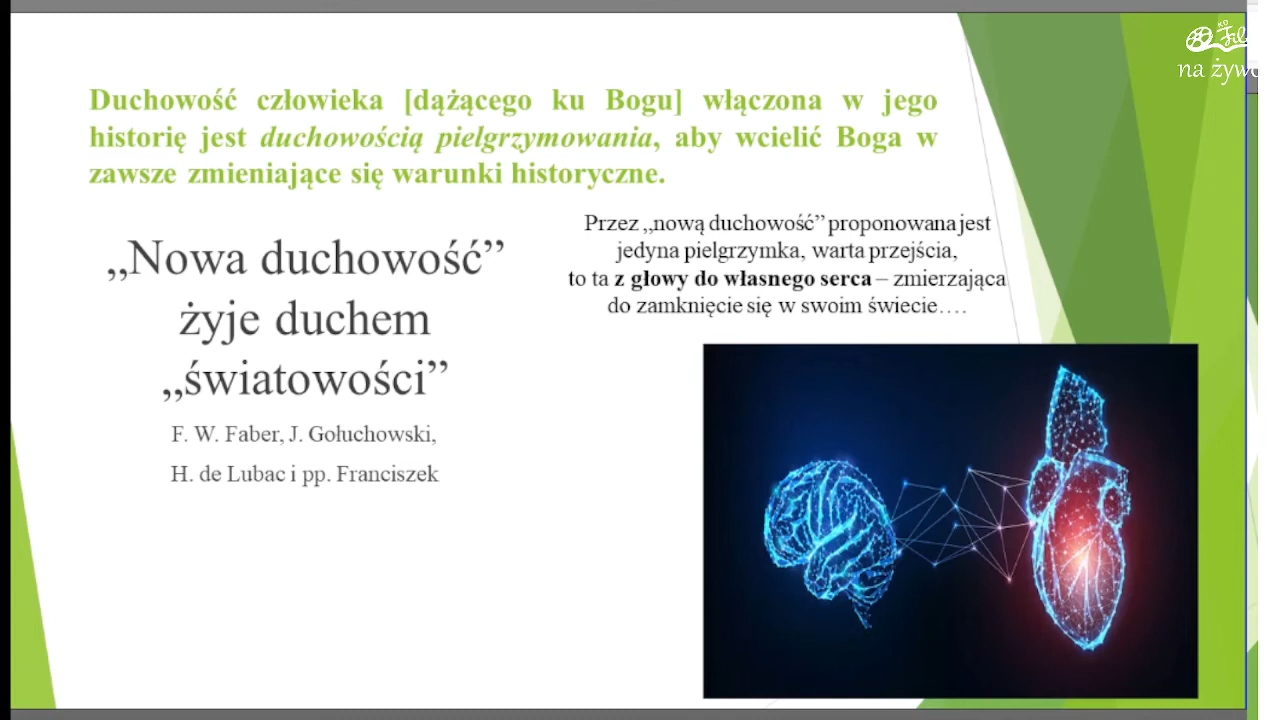 Duchowość człowieka [dążącego ku Bogu] włączona w jego
historię jest duchowością pielgrzymowania, aby wcielić Boga w
zawsze zmieniające się warunki historyczne.
„Nowa duchowość”
żyje duchem
„światowości”
F. W. Faber, J. Gołuchowski,
H. de Lubac i pp. Franciszek
Przez „nową duchowość” proponowana jest
jedyna pielgrzymka, warta przejścia,
to ta z głowy do własnego serca – zmierzająca
do zamknięcie się w swoim świecie….
na żywo